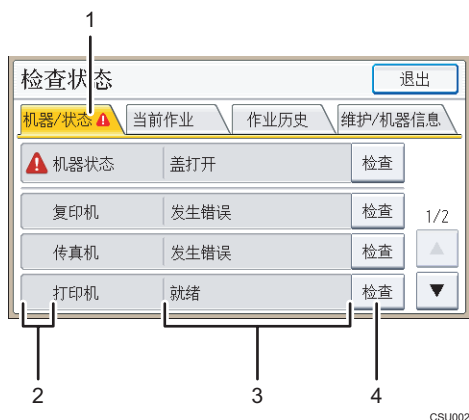 1
检查状态 退出
机器/状态 当前作业 作业历史 维护/机器信息
机器状态 盖打开 检查
复印机 发生错误 检查 1/2
传真机 发生错误 检查
打印机 就绪 检查
2 3 4
CSU002